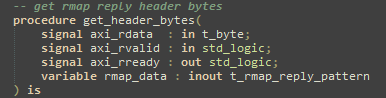 -- get rmap reply header bytes
procedure get_header_bytes(
    signal axi_rdata  : in t_byte;
    signal axi_rvalid : in std_logic;
    signal axi_rready : out std_logic;
    variable rmap_data : inout t_rmap_reply_pattern
) is